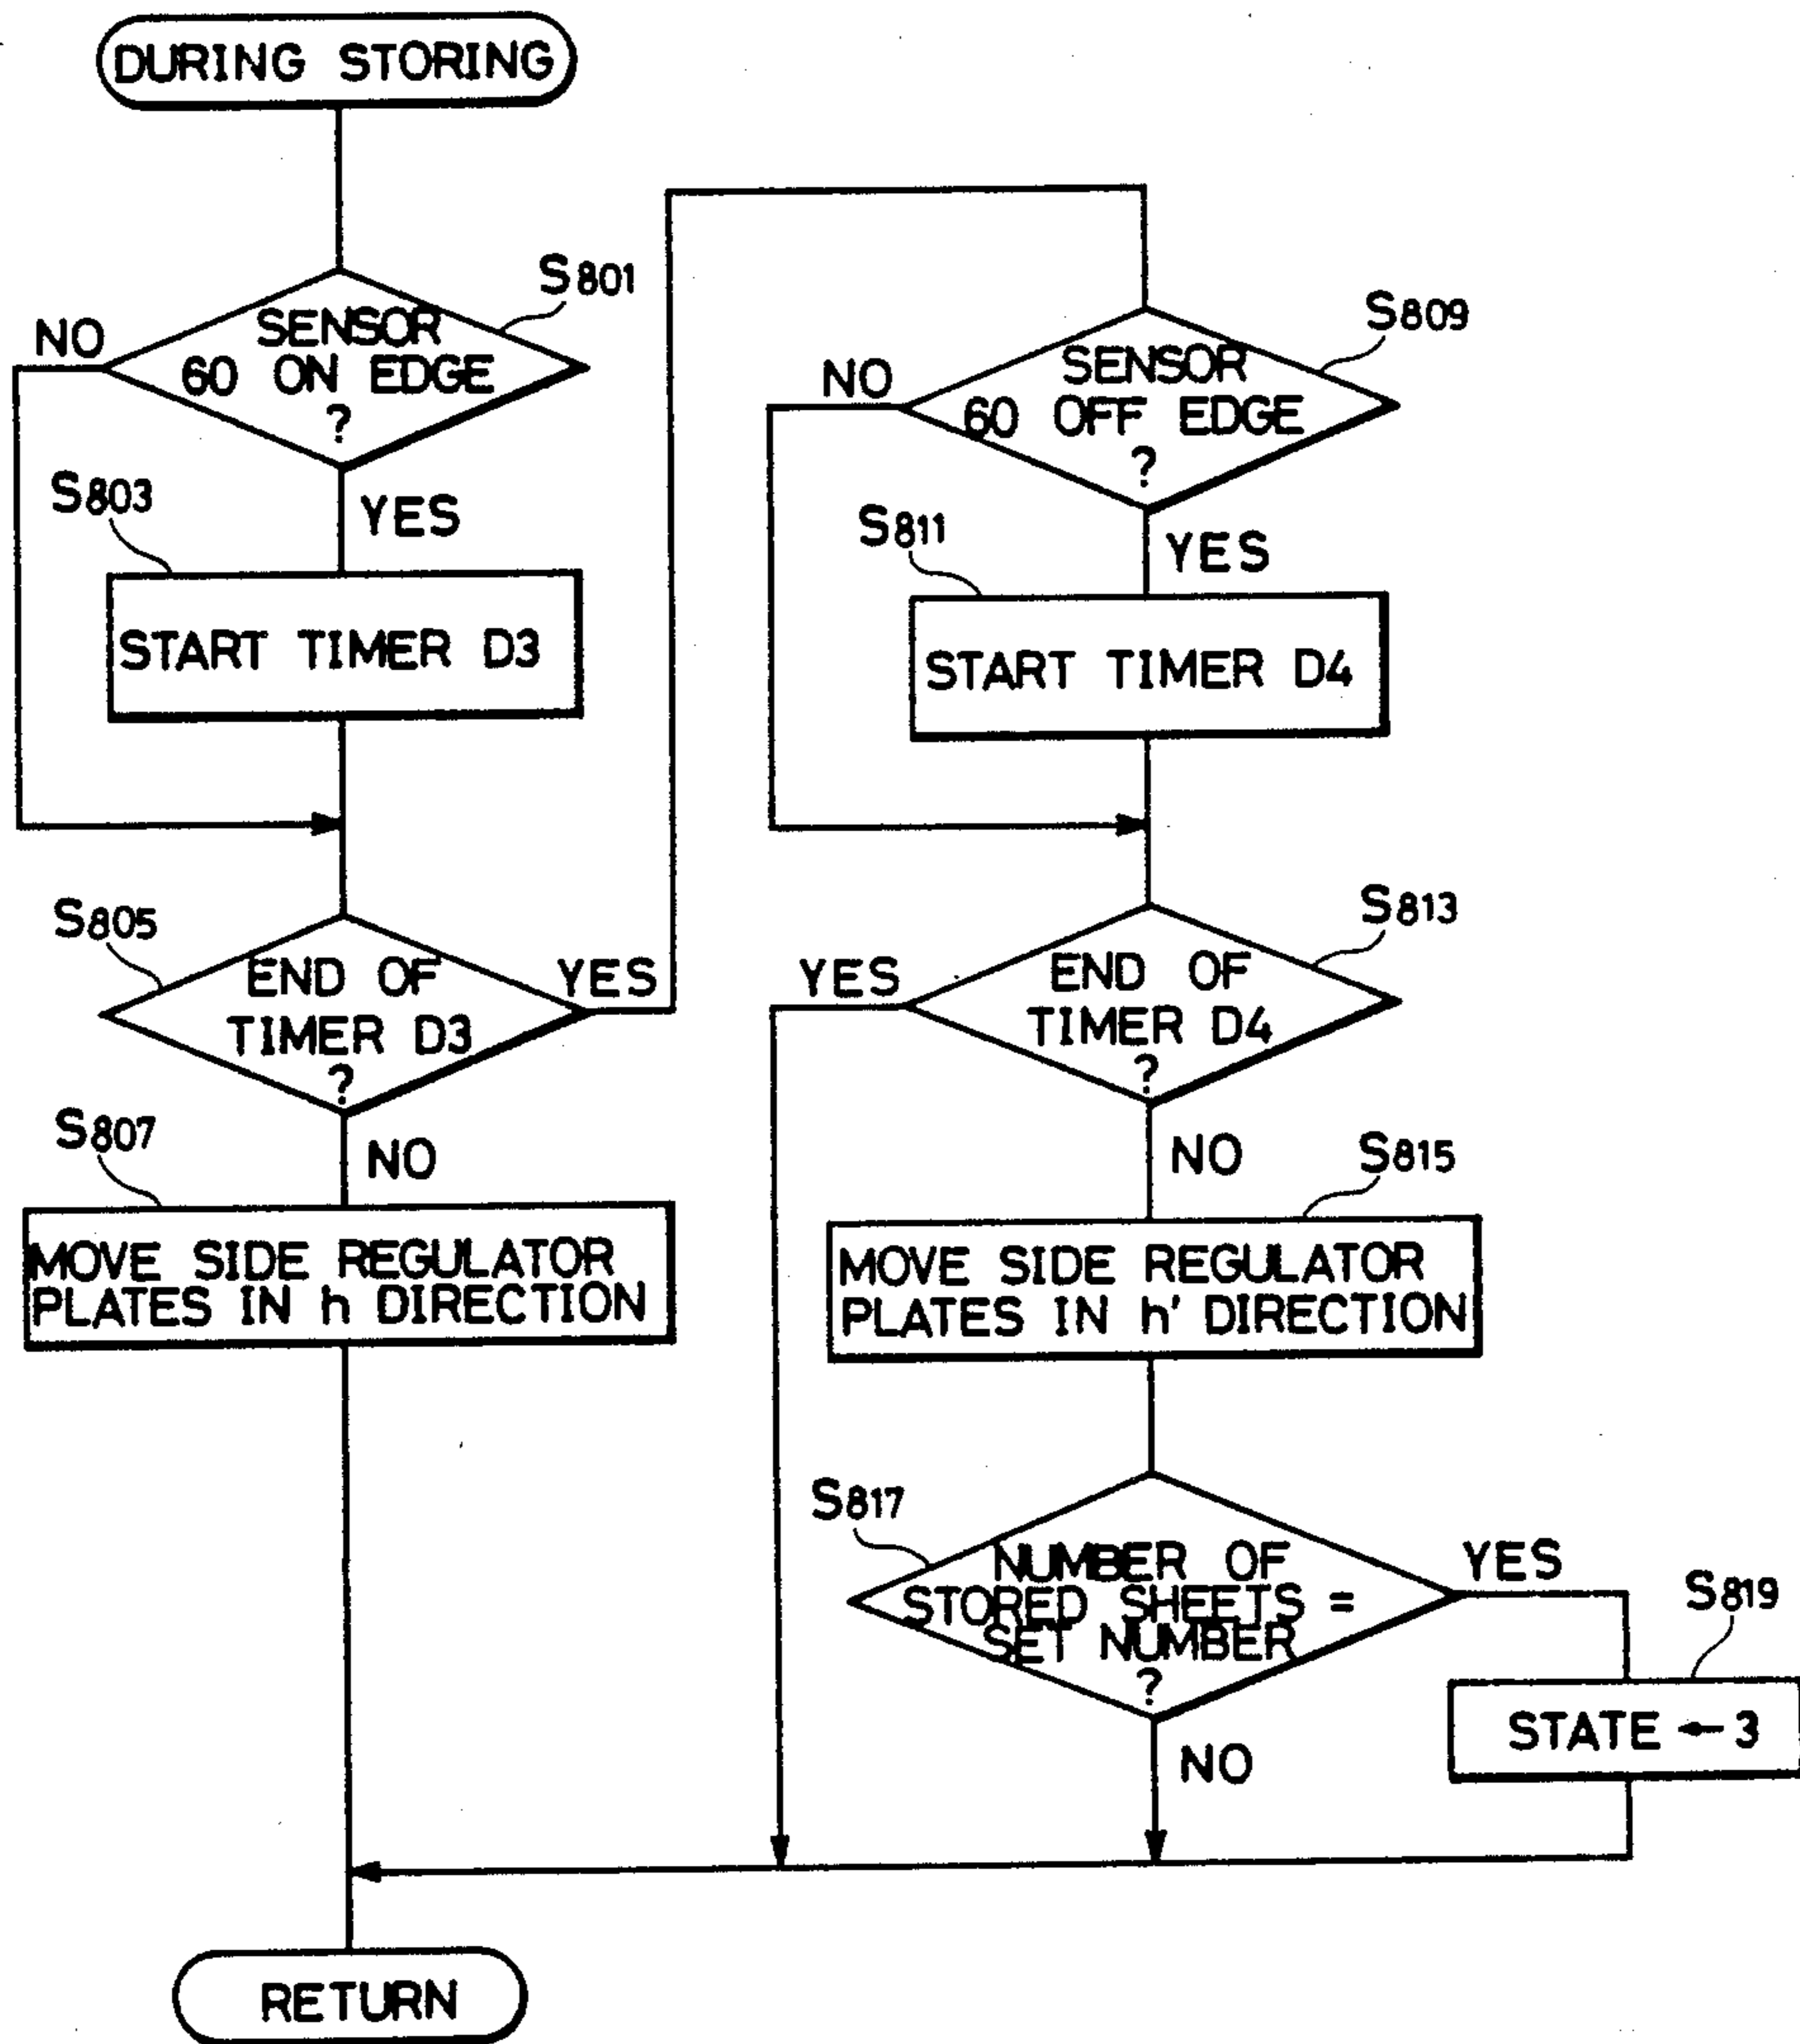 DURING STORING
S801
NO
SENSOR
60 ON EDGE
?
YES
S803
START TIMER D3
S805
END OF
TIMER D3
?
YES
NO
S807
MOVE SIDE REGULATOR
PLATES IN h DIRECTION
S809
NO
SENSOR
60 OFF EDGE
?
YES
S811
START TIMER D4
S813
YES
END OF
TIMER D4
?
NO
S815
MOVE SIDE REGULATOR
PLATES IN h' DIRECTION
S817
NUMBER OF
STORED SHEETS =
SET NUMBER
?
YES
NO
S819
STATE ← 3
RETURN